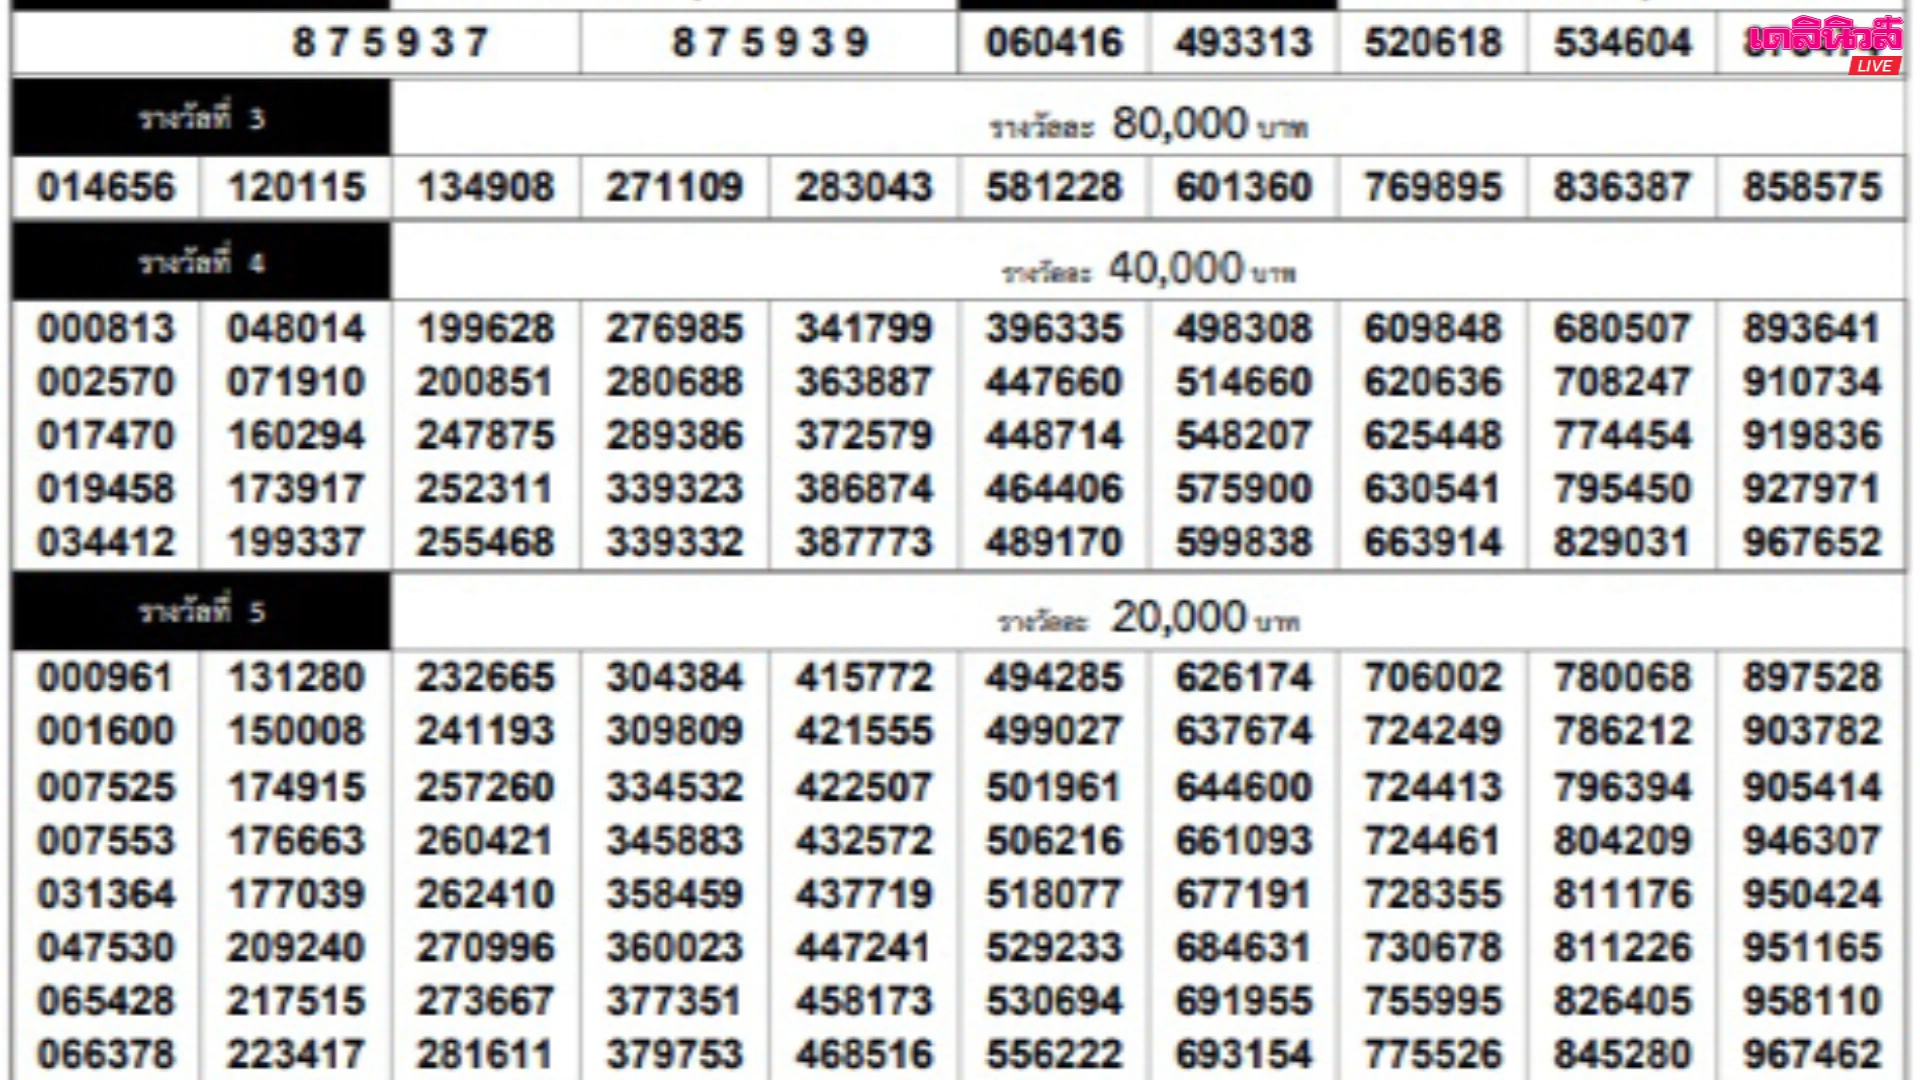 875937 875939 060416 493313 520618 534604
เดลินิวส์
LIVE
รางวัลที่ 3 รางวัลละ 80,000 บาท
014656 120115 134908 271109 283043 581228 601360 769895 836387 858575
รางวัลที่ 4 รางวัลละ 40,000 บาท
000813 048014 199628 276985 341799 396335 498308 609848 680507 893641
002570 071910 200851 280688 363887 447660 514660 620636 708247 910734
017470 160294 247875 289386 372579 448714 548207 625448 774454 919836
019458 173917 252311 339323 386874 464406 575900 630541 795450 927971
034412 199337 255468 339332 387773 489170 599838 663914 829031 967652
รางวัลที่ 5 รางวัลละ 20,000 บาท
000961 131280 232665 304384 415772 494285 626174 706002 780068 897528
001600 150008 241193 309809 421555 499027 637674 724249 786212 903782
007525 174915 257260 334532 422507 501961 644600 724413 796394 905414
007553 176663 260421 345883 432572 506216 661093 724461 804209 946307
031364 177039 262410 358459 437719 518077 677191 728355 811176 950424
047530 209240 270996 360023 447241 529233 684631 730678 811226 951165
065428 217515 273667 377351 458173 530694 691955 755995 826405 958110
066378 223417 281611 379753 468516 556222 693154 775526 845280 967462